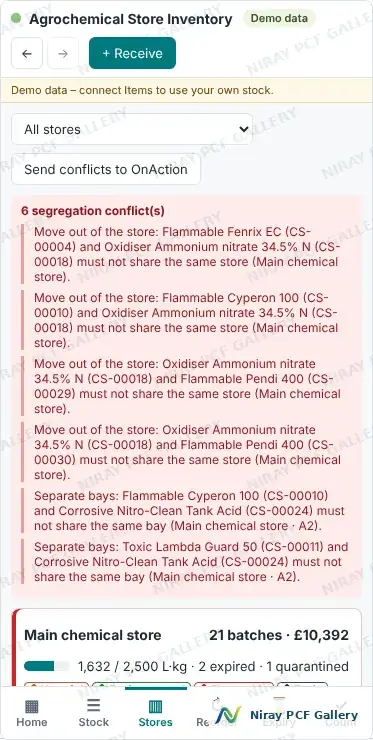 Agrochemical Store Inventory
Demo data
← → + Receive
Demo data – connect Items to use your own stock.
All stores
Send conflicts to OnAction
6 segregation conflict(s)
Move out of the store: Flammable Fenrix EC (CS-
00004) and Oxidiser Ammonium nitrate 34.5% N (CS-
00018) must not share the same store (Main chemical
store).
Move out of the store: Flammable Cyperon 100 (CS-
00010) and Oxidiser Ammonium nitrate 34.5% N (CS-
00018) must not share the same store (Main chemical
store).
Move out of the store: Oxidiser Ammonium nitrate
34.5% N (CS-00018) and Flammable Pendi 400 (CS-
00029) must not share the same store (Main chemical
store).
Move out of the store: Oxidiser Ammonium nitrate
34.5% N (CS-00018) and Flammable Pendi 400 (CS-
00030) must not share the same store (Main chemical
store).
Separate bays: Flammable Cyperon 100 (CS-00010)
and Corrosive Nitro-Clean Tank Acid (CS-00024) must
not share the same bay (Main chemical store · A2).
Separate bays: Toxic Lambda Guard 50 (CS-00011) and
Corrosive Nitro-Clean Tank Acid (CS-00024) must not
share the same bay (Main chemical store · A2).
Main chemical store 21 batches · £10,392
1,632 / 2,500 L·kg · 2 expired · 1 quarantined
Home Stock Stores Expiry Count
Niray PCF Gallery
NIRAY PCF GALLERY